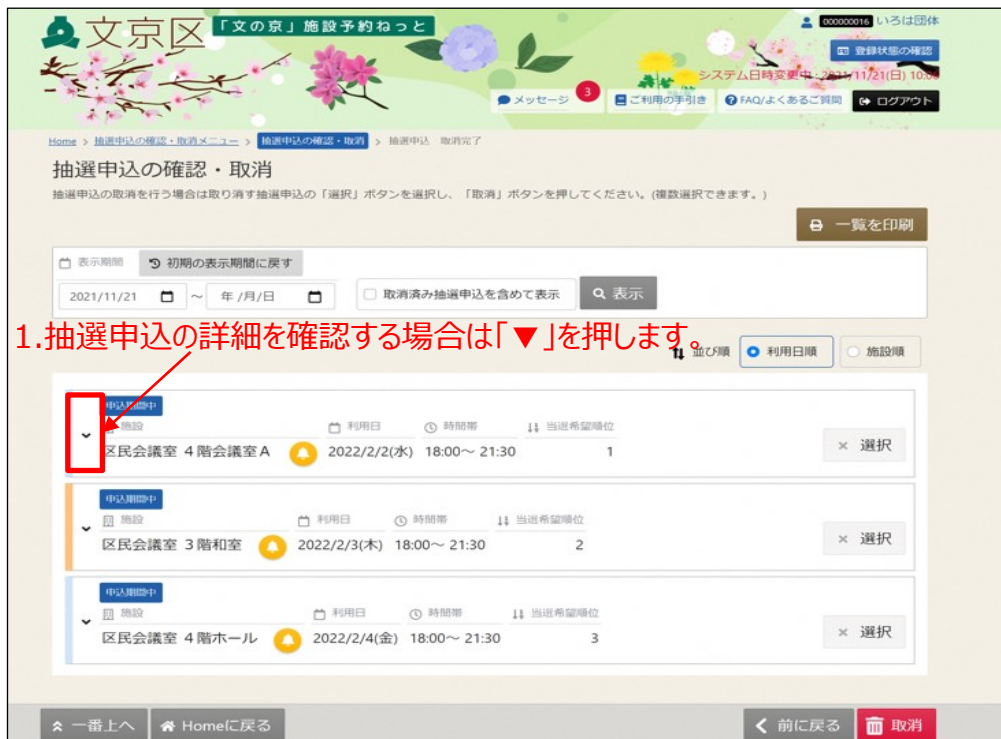 文京区 「文の京」施設予約ねっと
000000016 いろは団体
登録状態の確認
システム日時変更中:2021/11/21(日) 10:0
メッセージ 3 ご利用の手引き FAQ/よくあるご質問 ログアウト
Home > 抽選申込の確認・取消メニュー > 抽選申込の確認・取消 > 抽選申込 取消完了
抽選申込の確認・取消
抽選申込の取消を行う場合は取り消す抽選申込の「選択」ボタンを選択し、「取消」ボタンを押してください。(複数選択できます。)
一覧を印刷
表示期間 初期の表示期間に戻す
2021/11/21 ~ 年 /月/日 取消済み抽選申込を含めて表示 表示
1.抽選申込の詳細を確認する場合は「▼」を押します。
並び順 利用日順 施設順
申込期間中
施設 利用日 時間帯 当選希望順位
区民会議室 4階会議室A 2022/2/2(水) 18:00~ 21:30 1 × 選択
申込期間中
施設 利用日 時間帯 当選希望順位
区民会議室 3階和室 2022/2/3(木) 18:00~ 21:30 2 × 選択
申込期間中
施設 利用日 時間帯 当選希望順位
区民会議室 4階ホール 2022/2/4(金) 18:00~ 21:30 3 × 選択
一番上へ Homeに戻る 前に戻る 取消